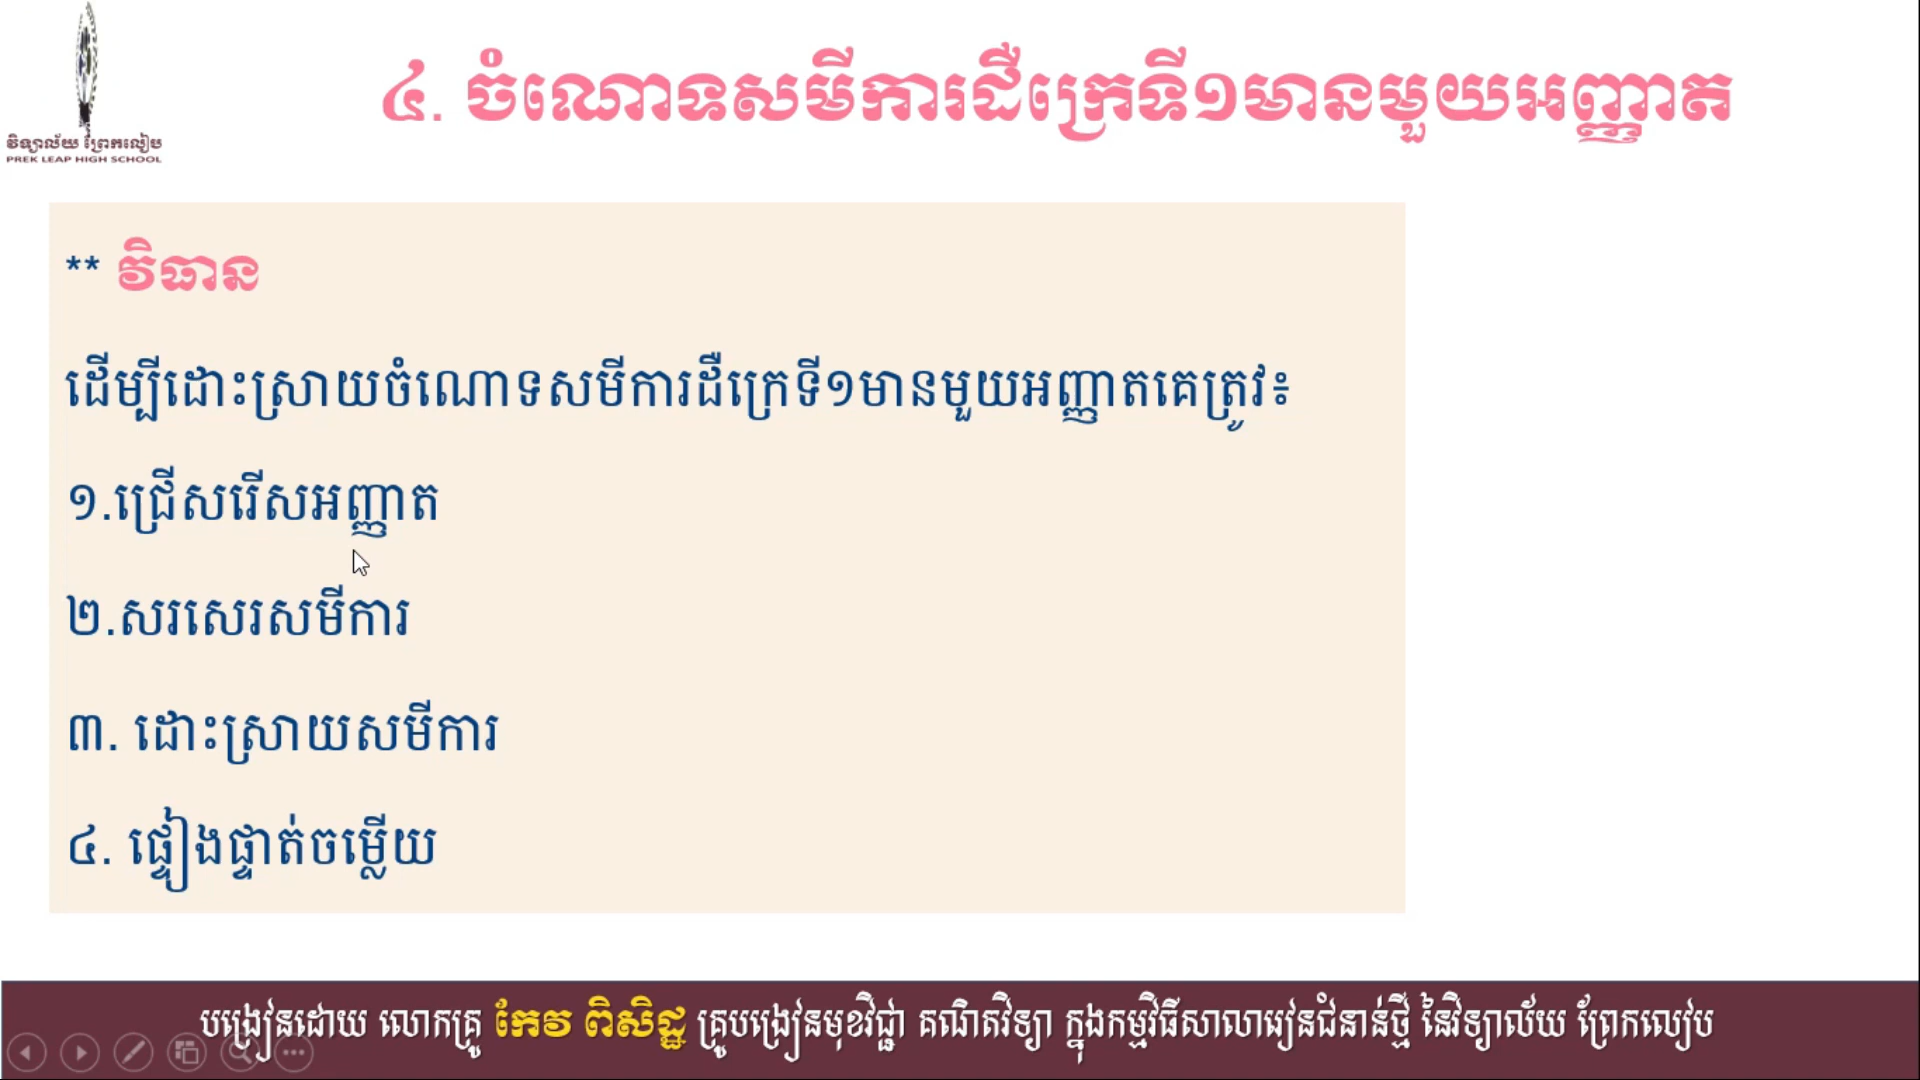 វិទ្យាល័យ ព្រែកលៀប
PREK LEAP HIGH SCHOOL
៤. ចំណោទសមីការដឺក្រេទី១មានមួយអញ្ញាត
** វិធាន
ដើម្បីដោះស្រាយចំណោទសមីការដឺក្រេទី១មានមួយអញ្ញាតគេត្រូវ៖
១.ជ្រើសរើសអញ្ញាត
២.សរសេរសមីការ
៣. ដោះស្រាយសមីការ
៤. ផ្ទៀងផ្ទាត់ចម្លើយ
បង្រៀនដោយ លោកគ្រូ កែវ ពិសិដ្ឋ គ្រូបង្រៀនមុខវិជ្ជា គណិតវិទ្យា ក្នុងកម្មវិធីសាលារៀនជំនាន់ថ្មី នៃវិទ្យាល័យ ព្រែកលៀប